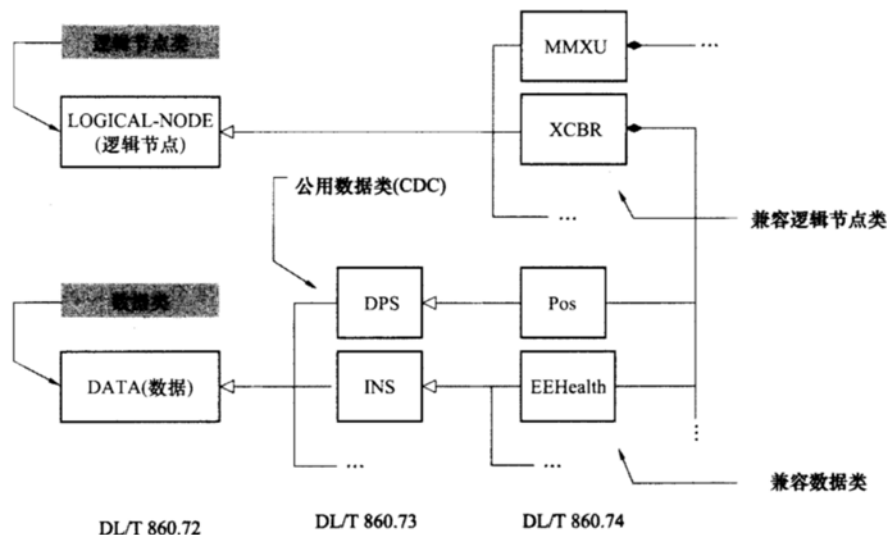 逻辑节点类
MMXU
…
LOGICAL-NODE
(逻辑节点)
XCBR
公用数据类(CDC)
…
兼容逻辑节点类
数据类
DPS
Pos
DATA(数据)
INS
EEHealth
…
…
…
兼容数据类
DL/T 860.72
DL/T 860.73
DL/T 860.74